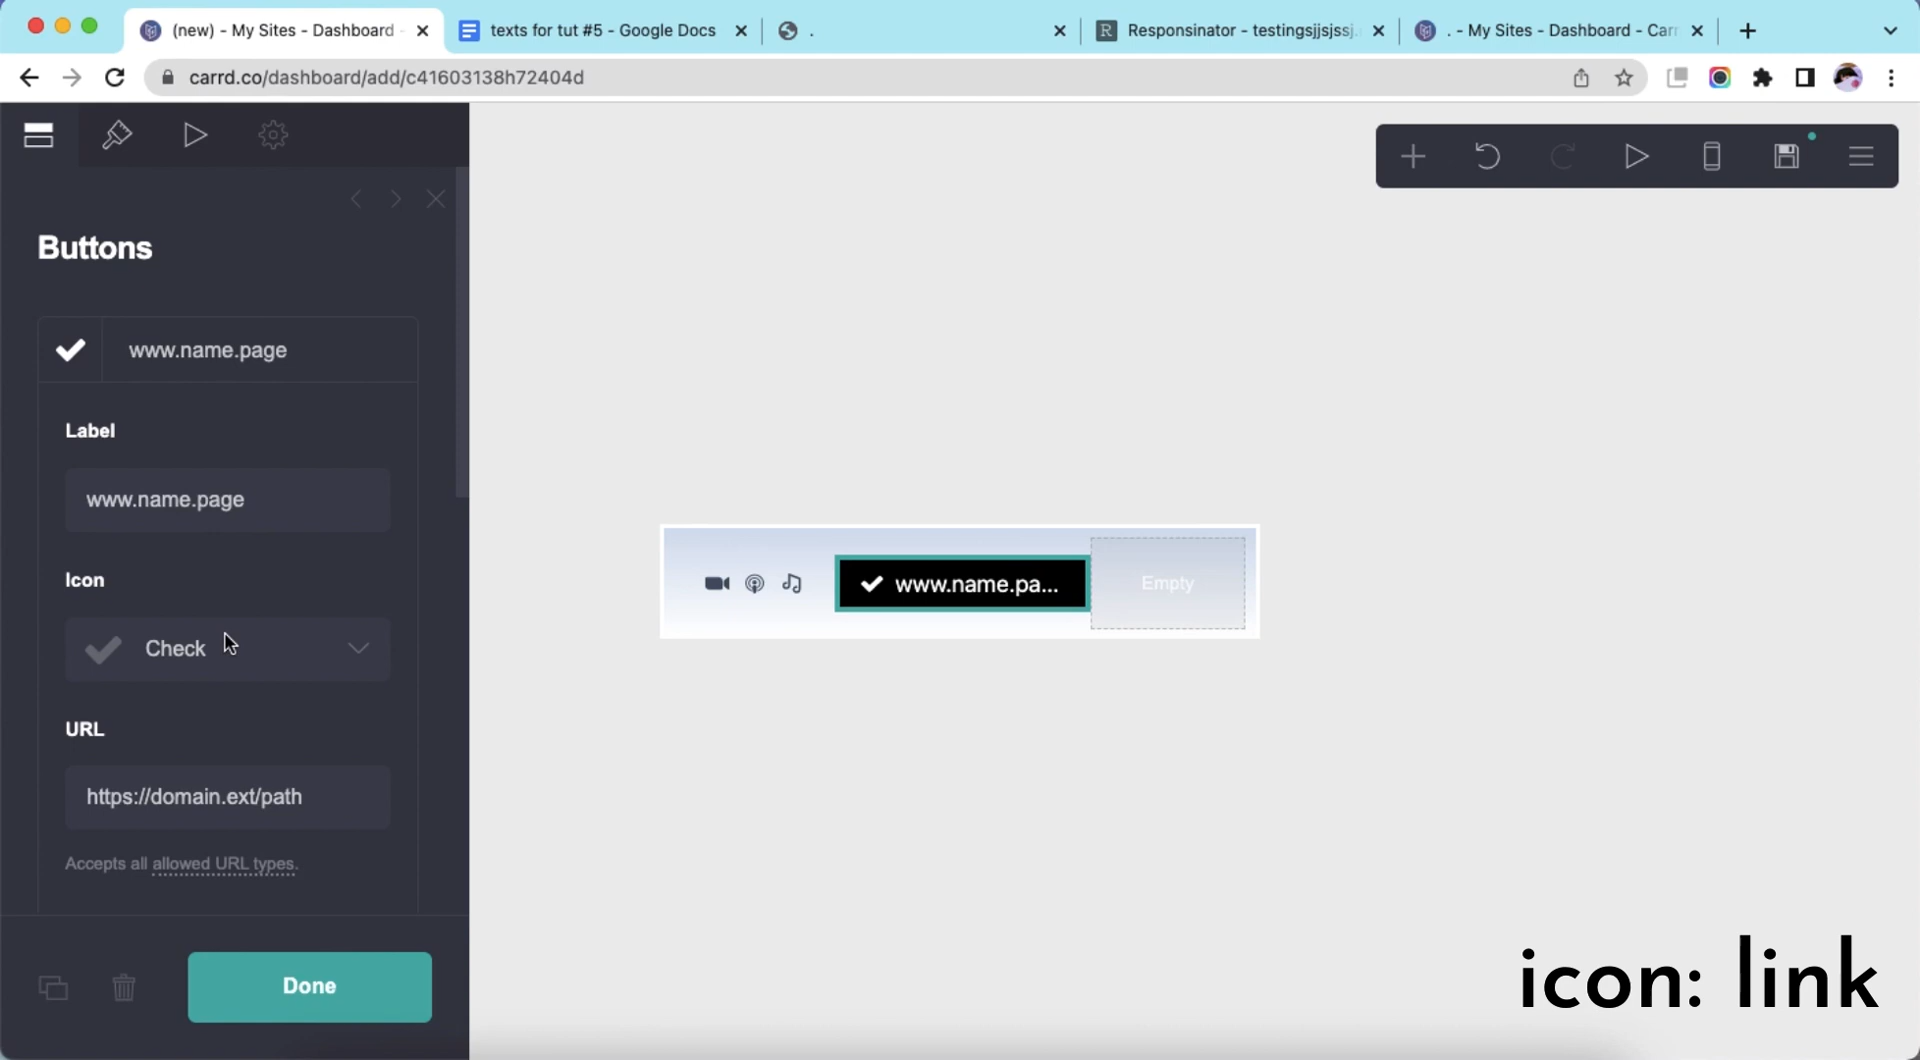 (new) - My Sites - Dashboard -
texts for tut #5 - Google Docs
.
Responsinator - testingsjjsjssj.
. - My Sites - Dashboard - Carr
carrd.co/dashboard/add/c41603138h72404d
Buttons
www.name.page
Label
www.name.page
Icon
Check
URL
https://domain.ext/path
Accepts all allowed URL types.
Done
www.name.pa...
Empty
icon: link